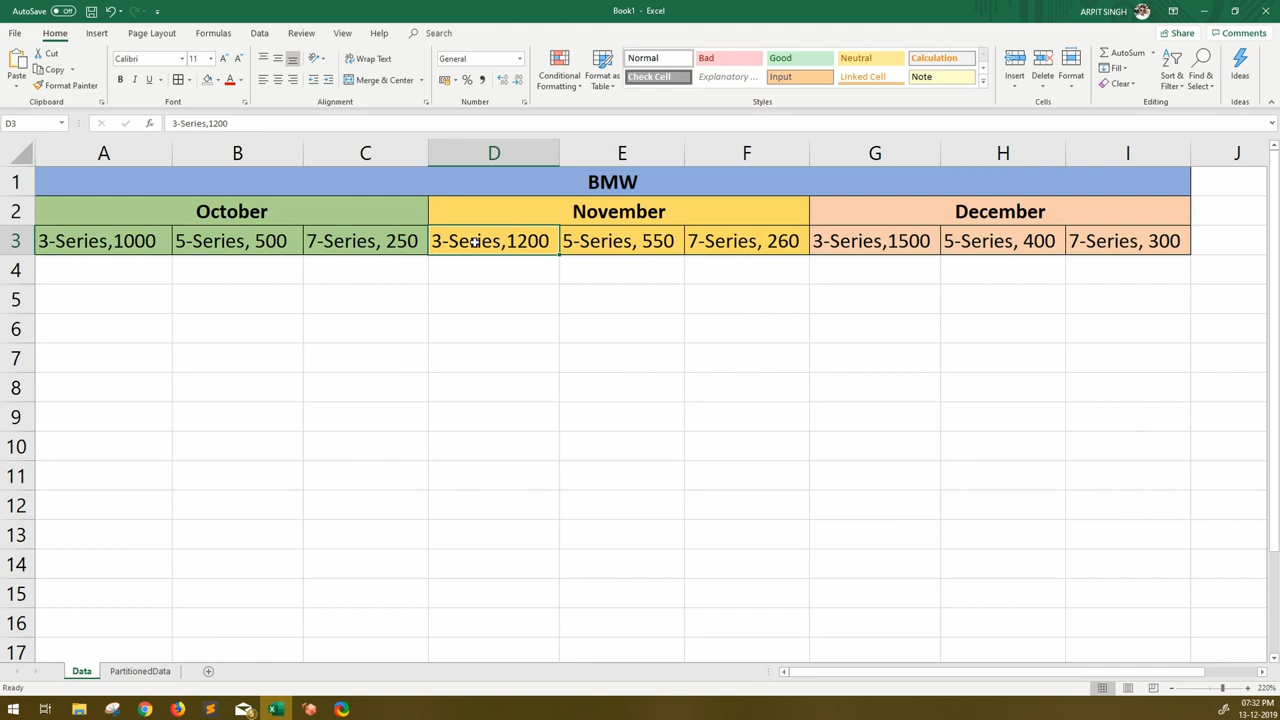 AutoSave Off
Book1 - Excel
ARPIT SINGH
File Home Insert Page Layout Formulas Data Review View Help Search
Share Comments
Paste
Cut
Copy
Format Painter
Clipboard
Calibri 11
B I U
Font
Wrap Text
Merge & Center
Alignment
General
Number
Conditional Formatting
Format as Table
Normal Bad Good Neutral Calculation
Check Cell Explanatory ... Input Linked Cell Note
Styles
Insert Delete Format
Cells
AutoSum
Fill
Clear
Sort & Filter
Find & Select
Editing
Ideas
Ideas
D3 fx 3-Series,1200
A B C D E F G H I J
1 BMW
2 October November December
3 3-Series,1000 5-Series, 500 7-Series, 250 3-Series,1200 5-Series, 550 7-Series, 260 3-Series,1500 5-Series, 400 7-Series, 300
4
5
6
7
8
9
10
11
12
13
14
15
16
17
Data PartitionedData
Ready
220%
07:32 PM
13-12-2019